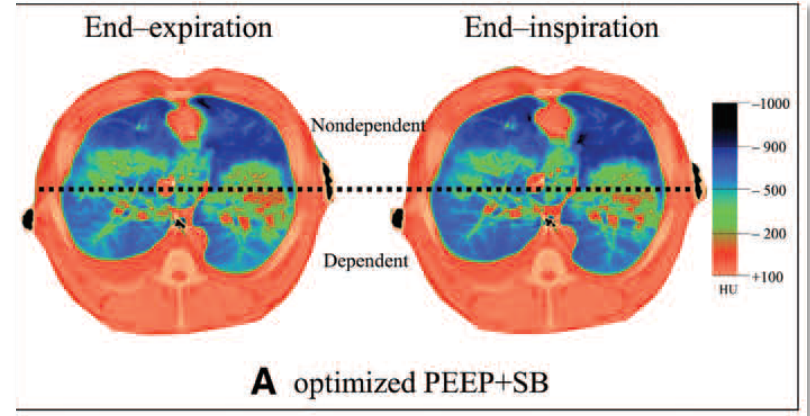 End–expiration
End–inspiration
Nondependent
Dependent
-1000
-900
-500
-200
+100
HU
A optimized PEEP+SB